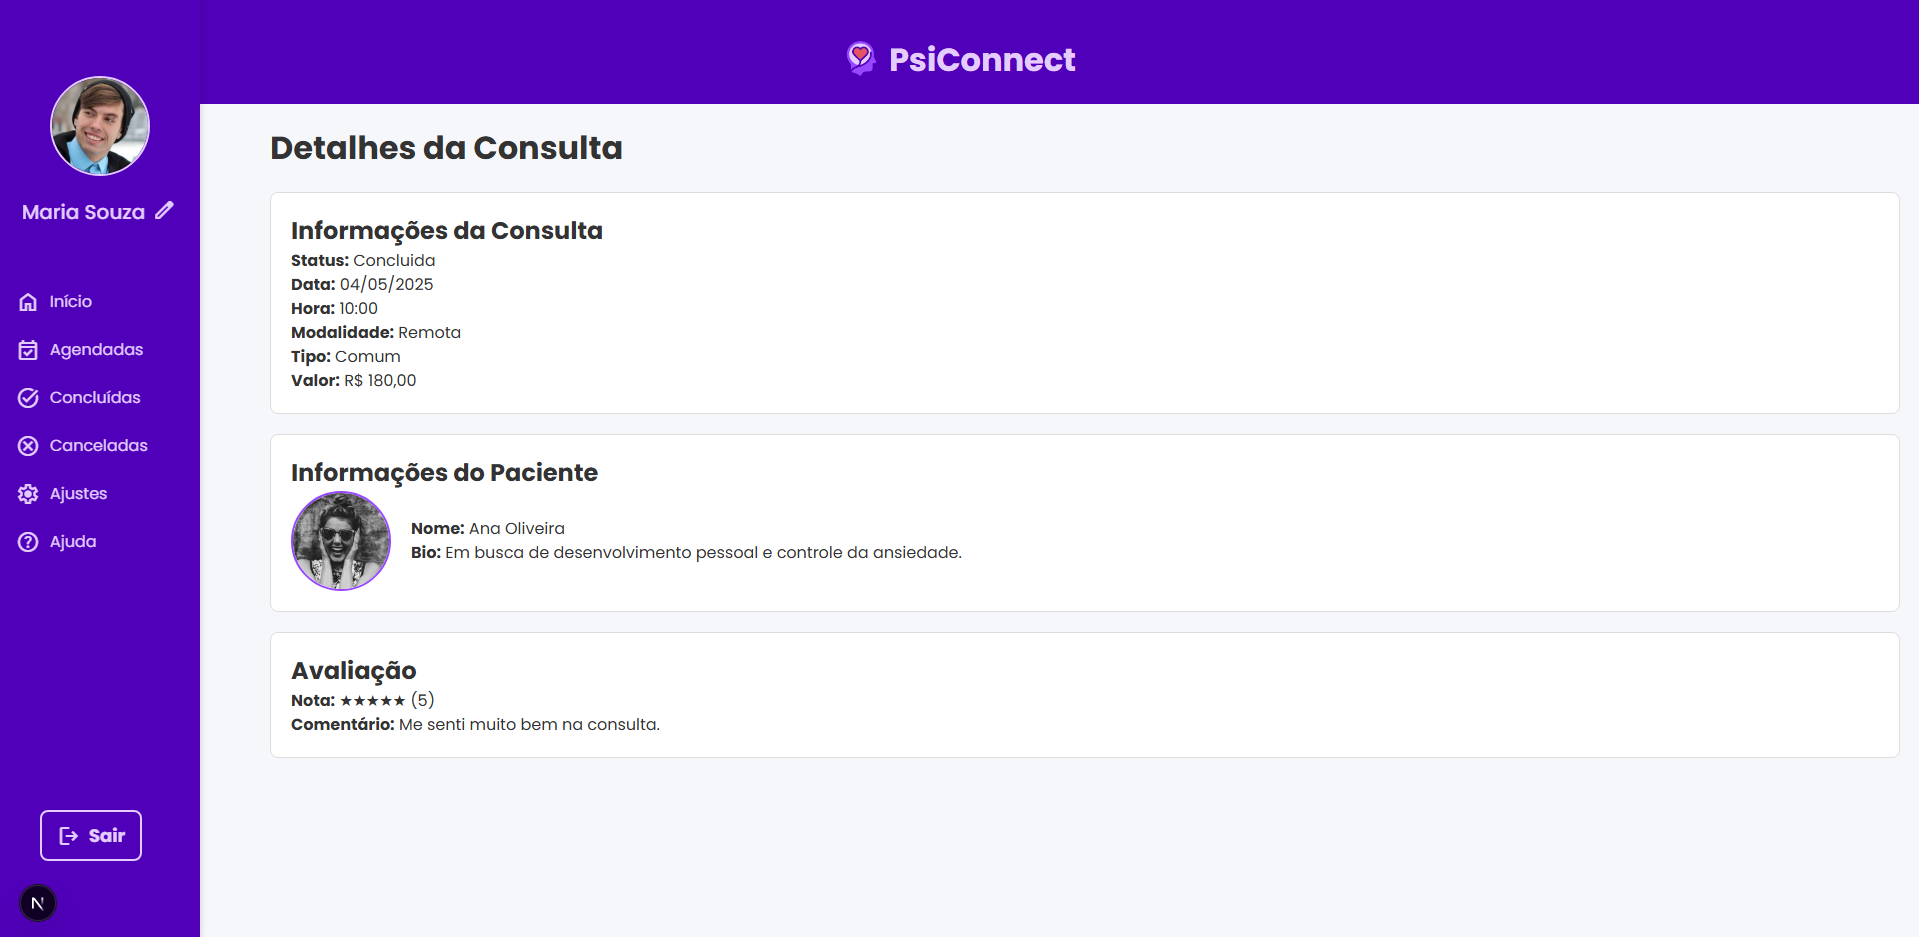 PsiConnect
Maria Souza
Início
Agendadas
Concluídas
Canceladas
Ajustes
Ajuda
Sair
N
Detalhes da Consulta
Informações da Consulta
Status: Concluida
Data: 04/05/2025
Hora: 10:00
Modalidade: Remota
Tipo: Comum
Valor: R$ 180,00
Informações do Paciente
Nome: Ana Oliveira
Bio: Em busca de desenvolvimento pessoal e controle da ansiedade.
Avaliação
Nota: ★★★★★ (5)
Comentário: Me senti muito bem na consulta.